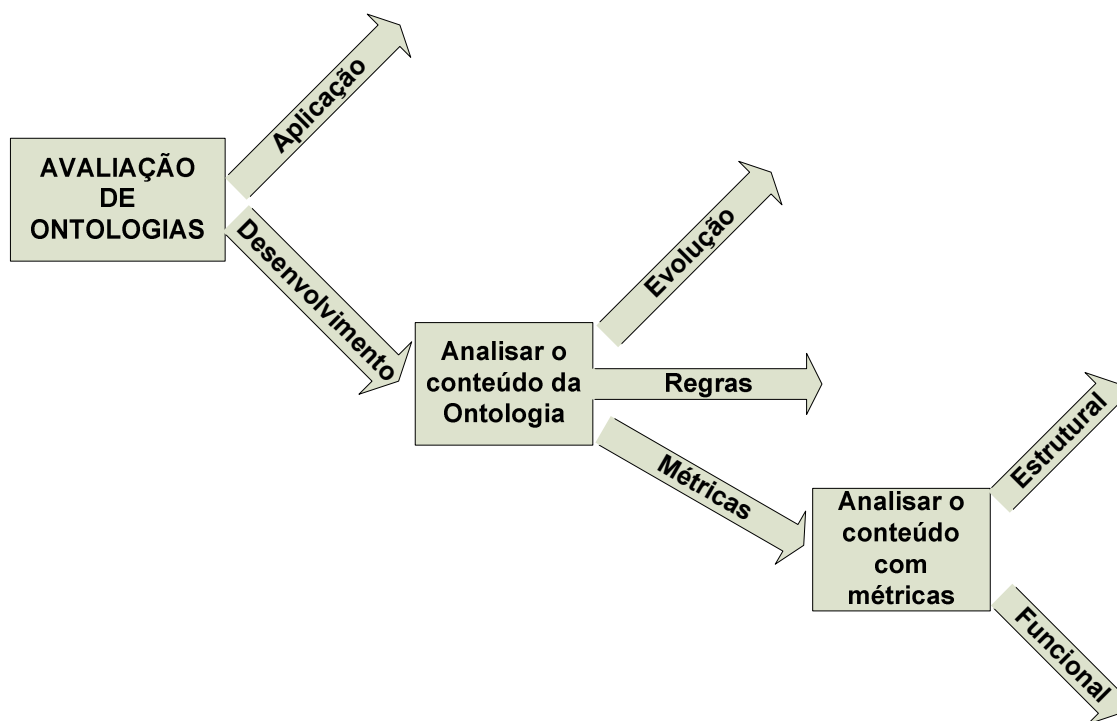 Aplicação
AVALIAÇÃO
DE
ONTOLOGIAS
Desenvolvimento
Evolução
Analisar o
conteúdo da
Ontologia
Regras
Métricas
Estrutural
Analisar o
conteúdo
com
métricas
Funcional